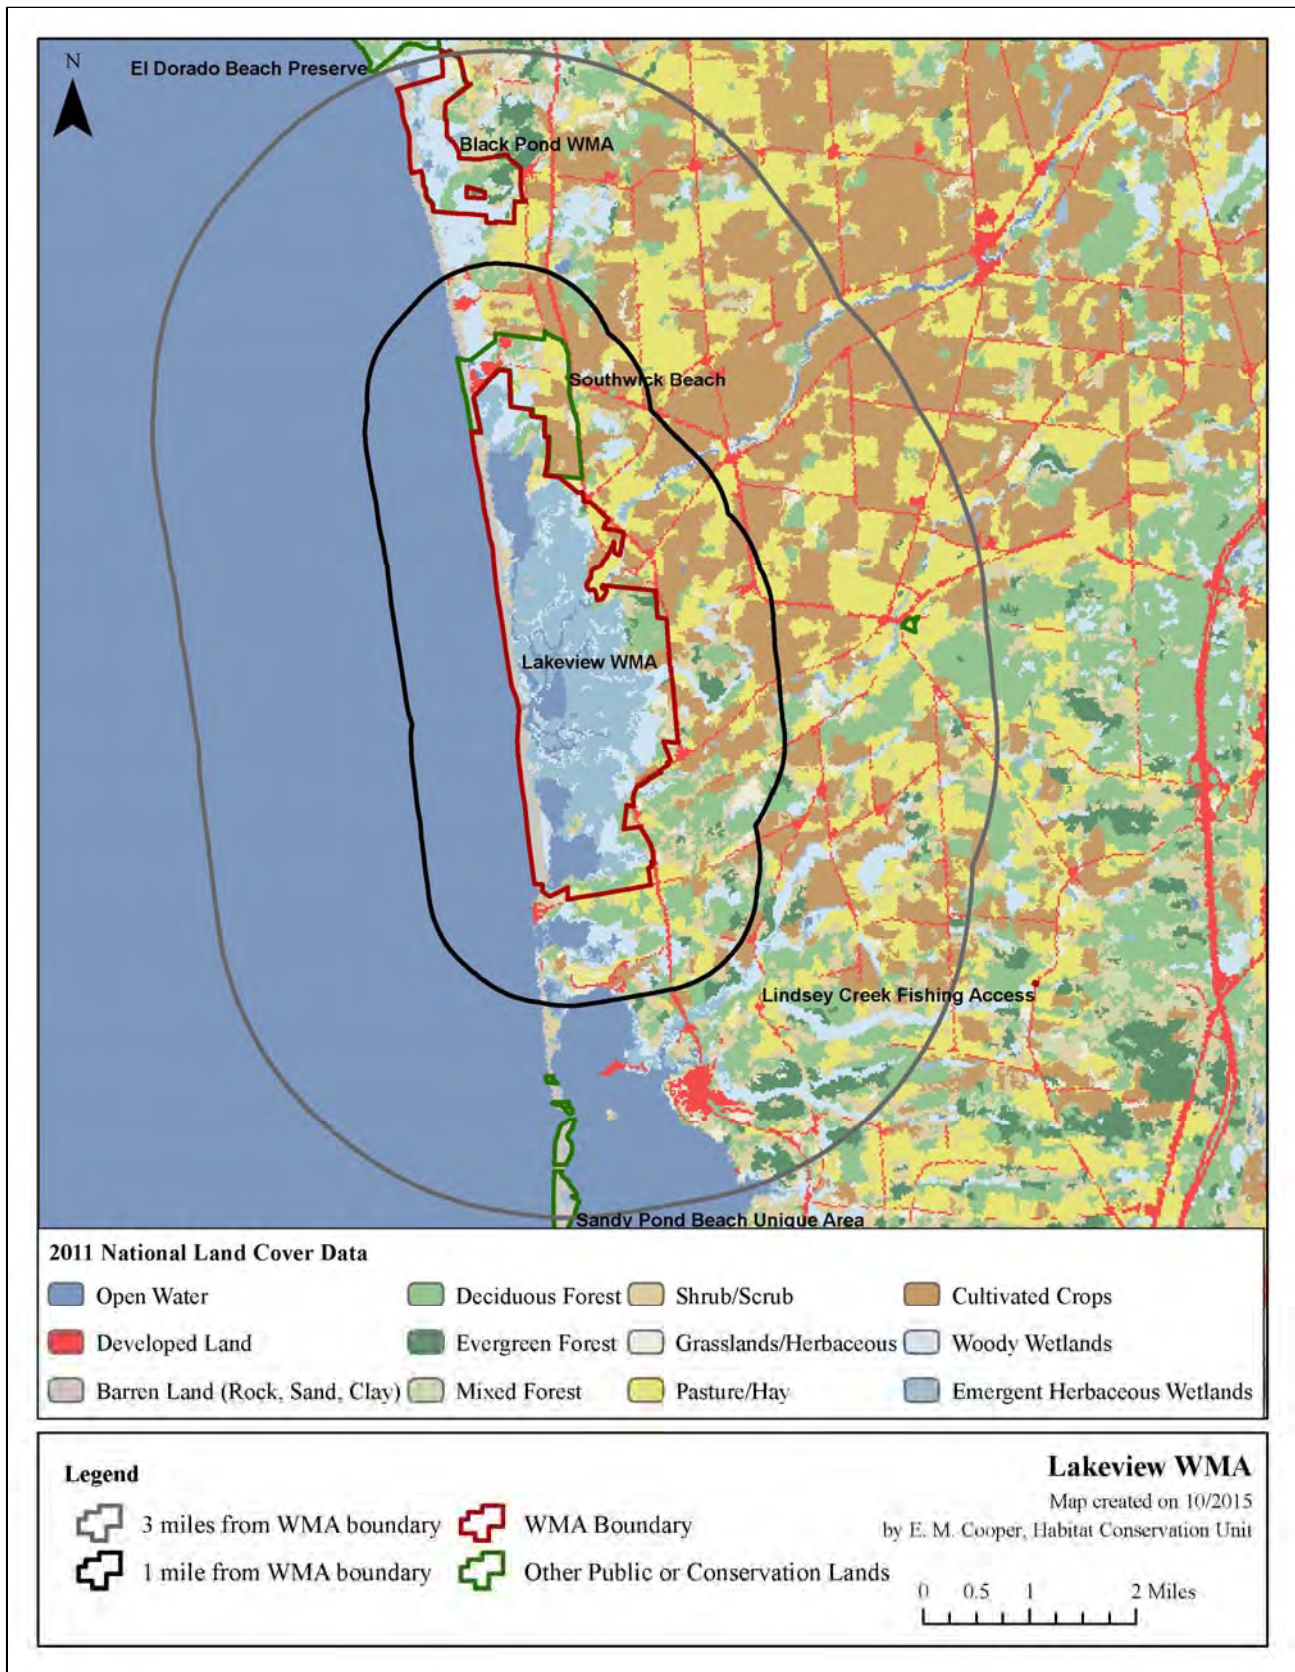 N
El Dorado Beach Preserve
Black Pond WMA
Southwick Beach
Lakeview WMA
Lindsey Creek Fishing Access
Sandy Pond Beach Unique Area
2011 National Land Cover Data
Open Water
Deciduous Forest
Shrub/Scrub
Cultivated Crops
Developed Land
Evergreen Forest
Grasslands/Herbaceous
Woody Wetlands
Barren Land (Rock, Sand, Clay)
Mixed Forest
Pasture/Hay
Emergent Herbaceous Wetlands
Legend
3 miles from WMA boundary
WMA Boundary
1 mile from WMA boundary
Other Public or Conservation Lands
Lakeview WMA
Map created on 10/2015
by E. M. Cooper, Habitat Conservation Unit
0 0.5 1 2 Miles